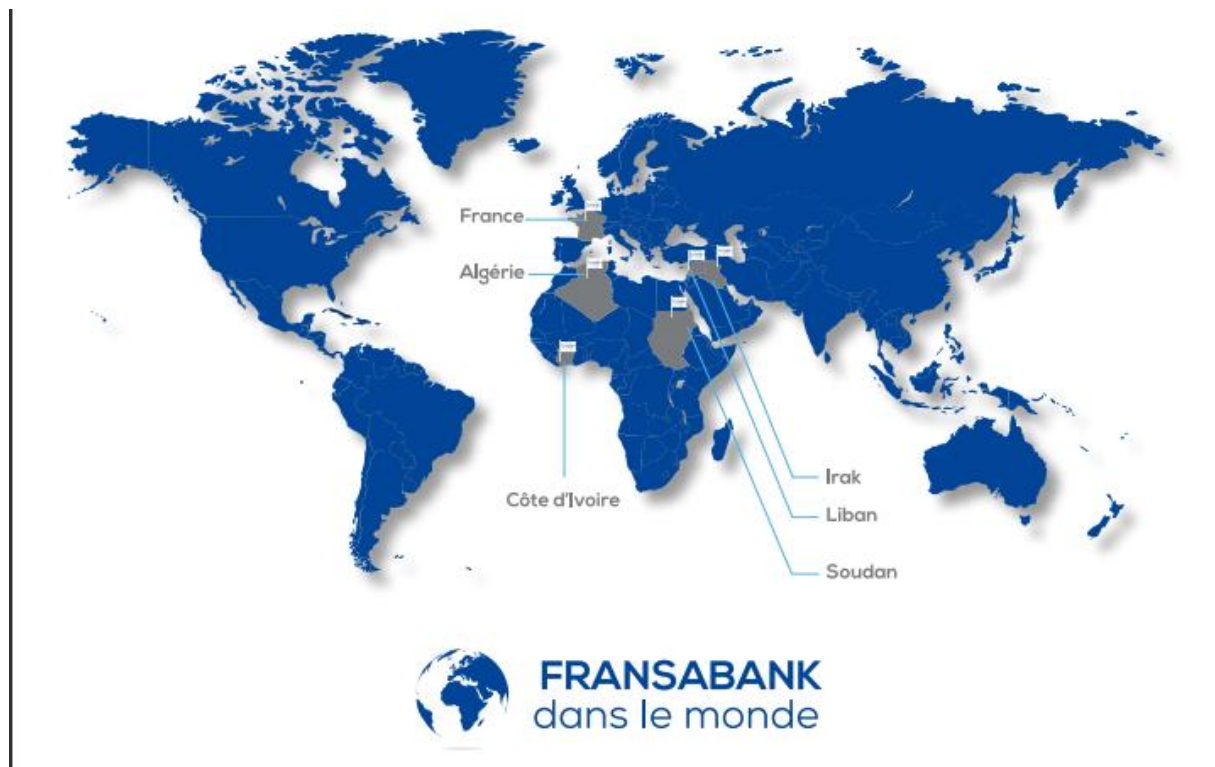 France
Algérie
Côte d'Ivoire
Irak
Liban
Soudan
FRANSABANK
dans le monde